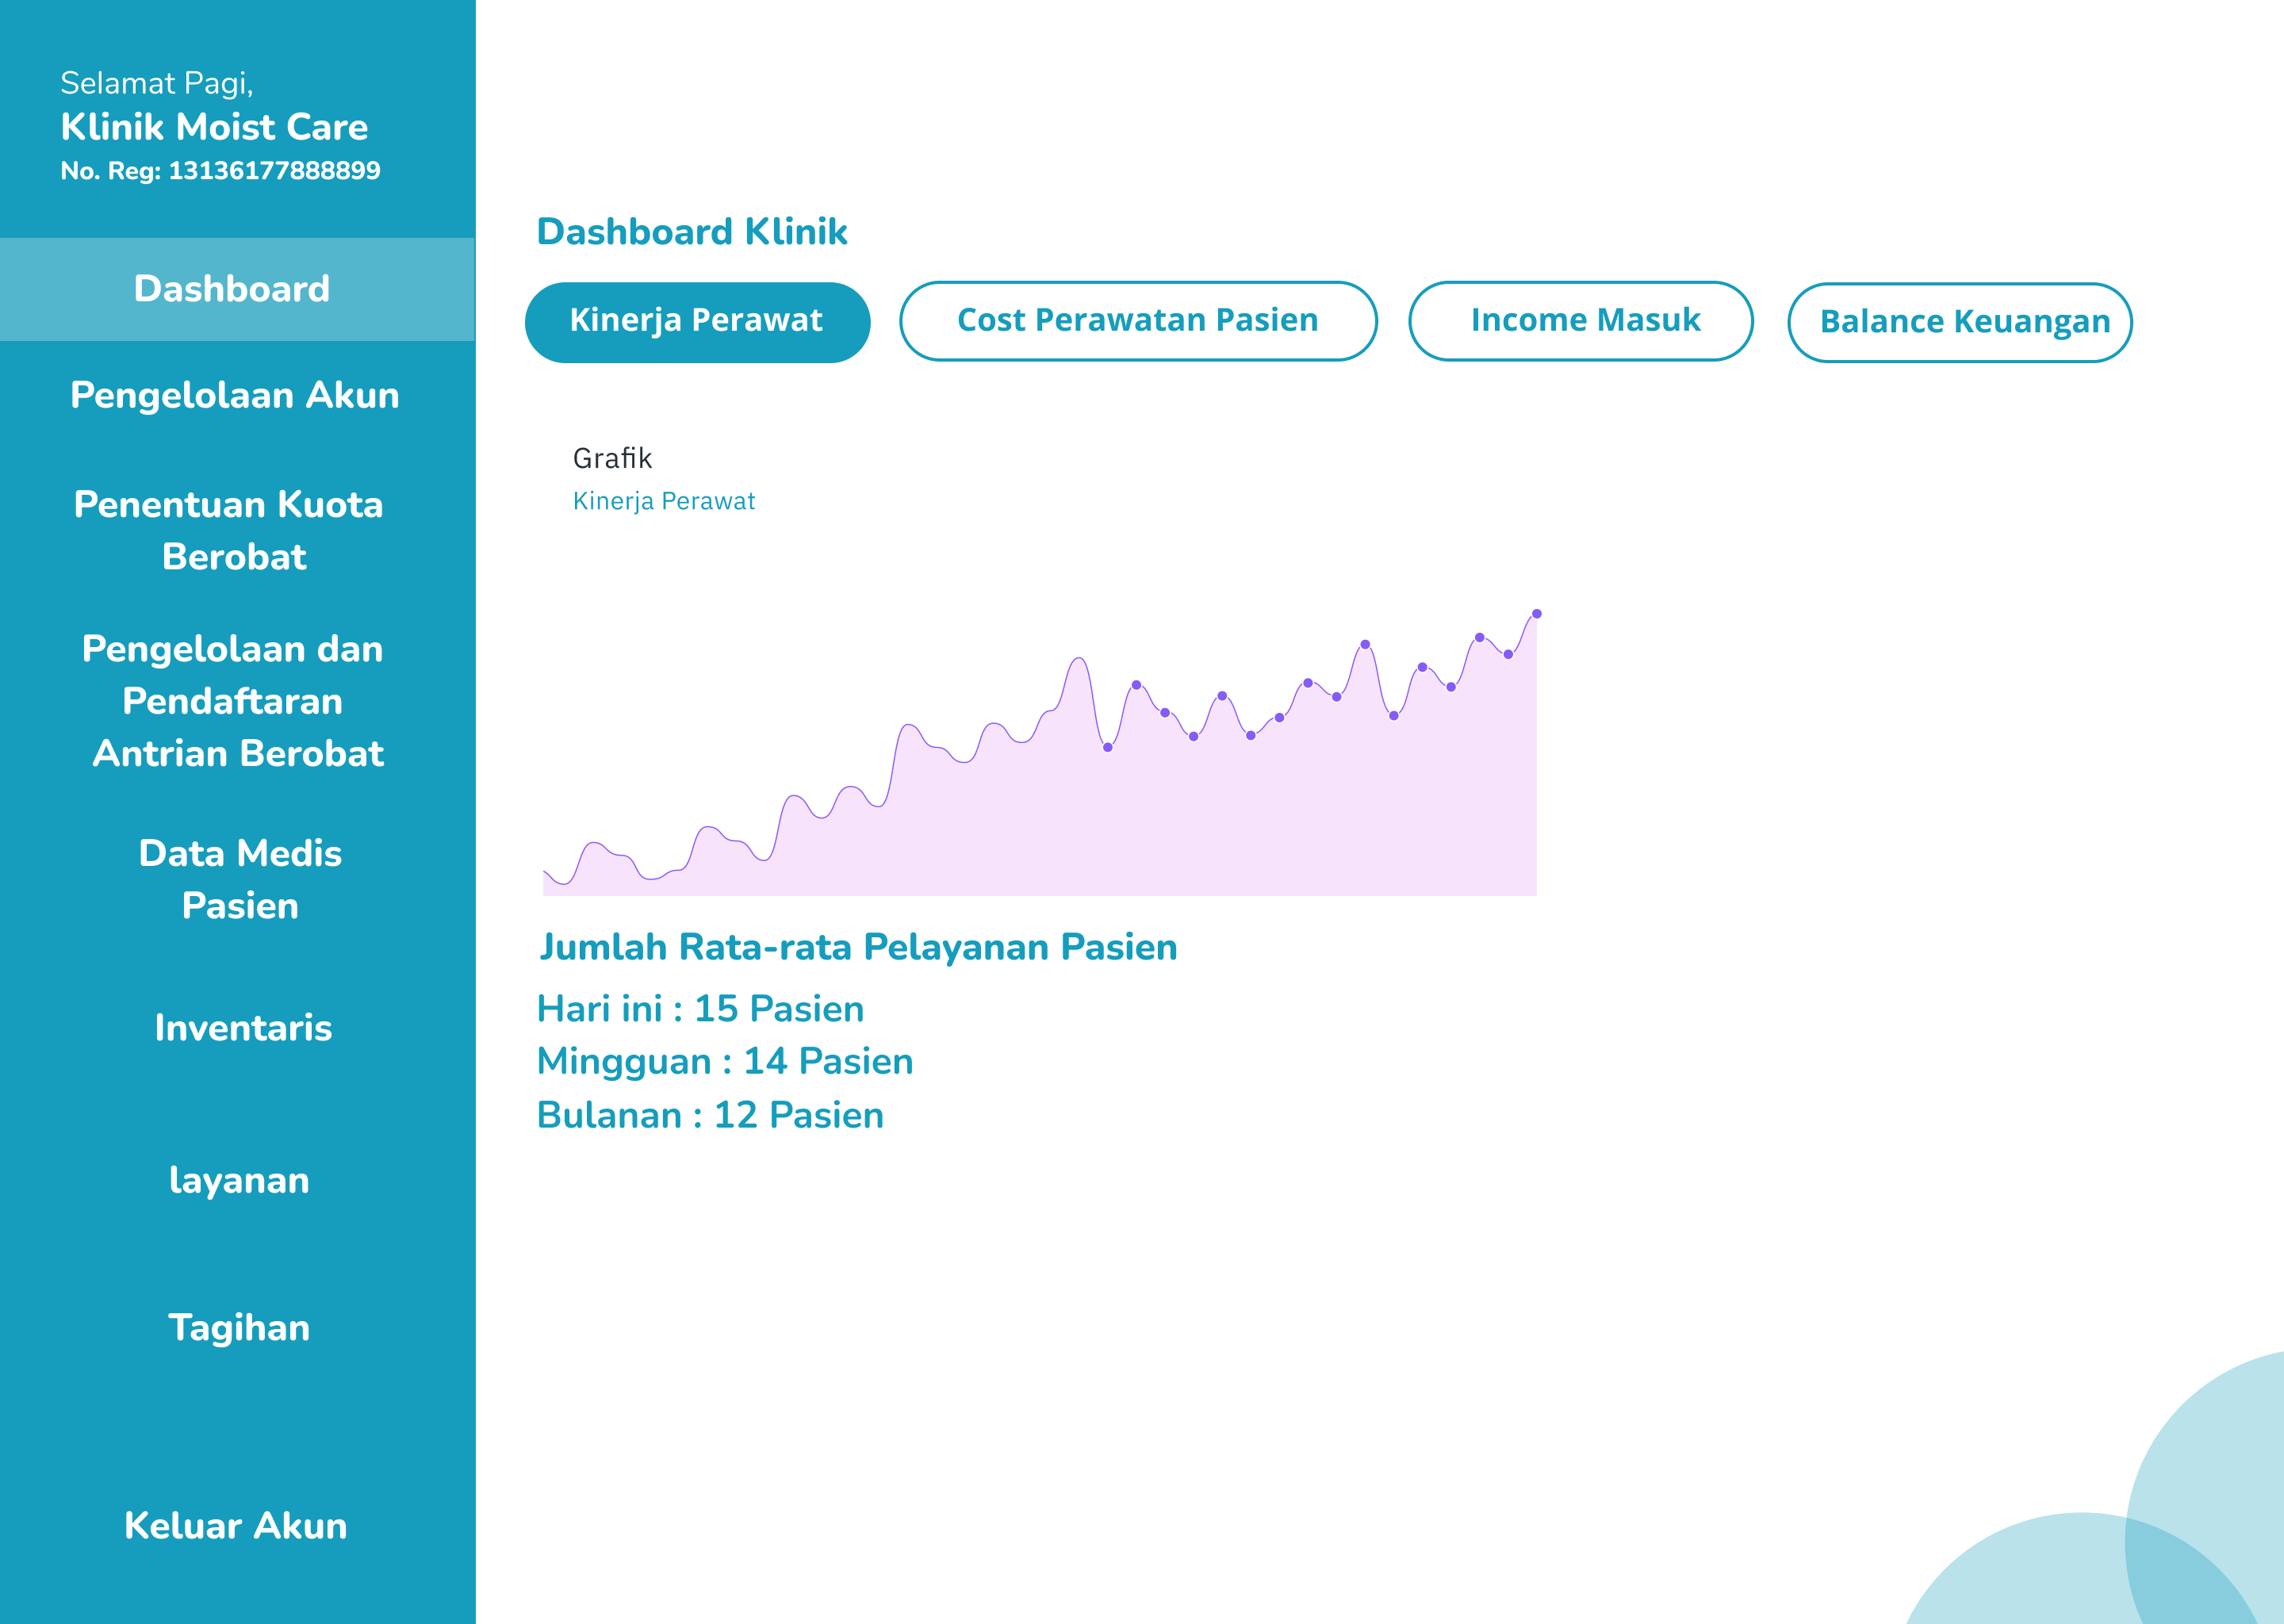 Selamat Pagi,
Klinik Moist Care
No. Reg: 13136177888899
Dashboard
Pengelolaan Akun
Penentuan Kuota
Berobat
Pengelolaan dan
Pendaftaran
Antrian Berobat
Data Medis
Pasien
Inventaris
layanan
Tagihan
Keluar Akun
Dashboard Klinik
Kinerja Perawat
Cost Perawatan Pasien
Income Masuk
Balance Keuangan
Grafik
Kinerja Perawat
Jumlah Rata-rata Pelayanan Pasien
Hari ini : 15 Pasien
Mingguan : 14 Pasien
Bulanan : 12 Pasien